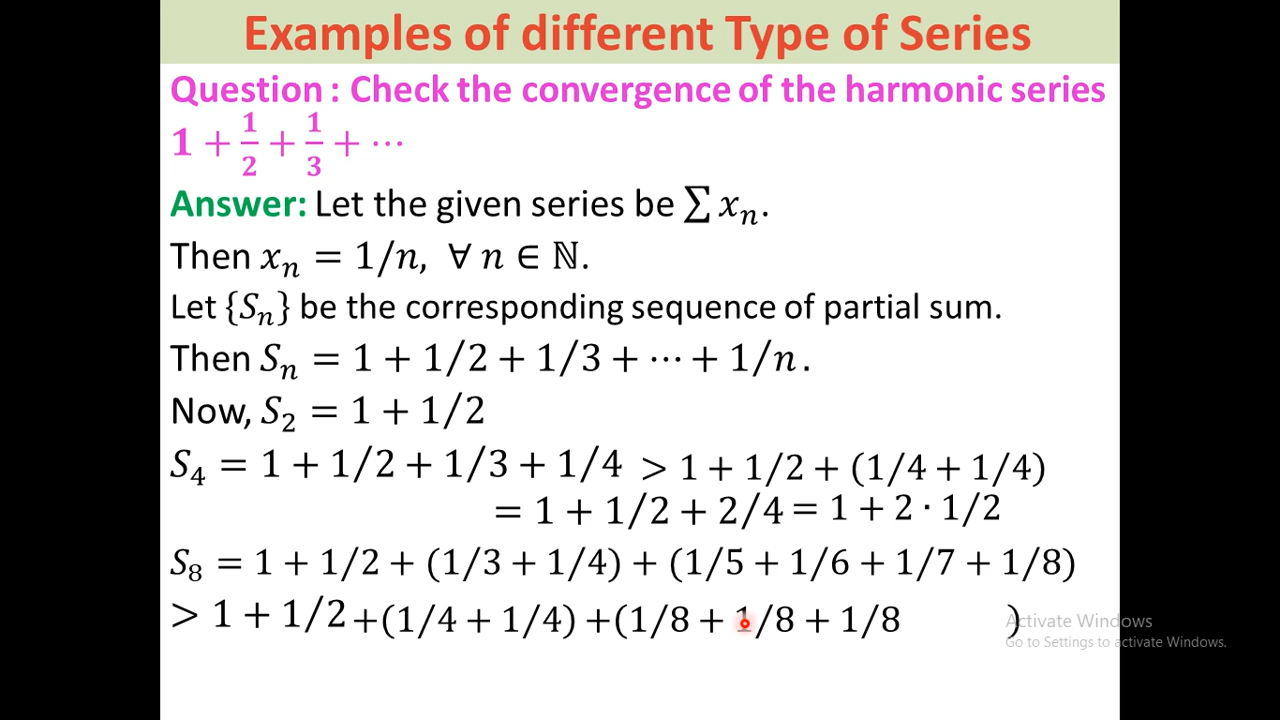 Examples of different Type of Series
Question : Check the convergence of the harmonic series
1 + 1/2 + 1/3 + ⋯
Answer: Let the given series be ∑ xₙ.
Then xₙ = 1/n, ∀ n ∈ ℕ.
Let {Sₙ} be the corresponding sequence of partial sum.
Then Sₙ = 1 + 1/2 + 1/3 + ⋯ + 1/n.
Now, S₂ = 1 + 1/2
S₄ = 1 + 1/2 + 1/3 + 1/4 > 1 + 1/2 + (1/4 + 1/4)
= 1 + 1/2 + 2/4 = 1 + 2 · 1/2
S₈ = 1 + 1/2 + (1/3 + 1/4) + (1/5 + 1/6 + 1/7 + 1/8)
> 1 + 1/2 +(1/4 + 1/4) +(1/8 + 1/8 + 1/8 )
Activate Windows
Go to Settings to activate Windows.